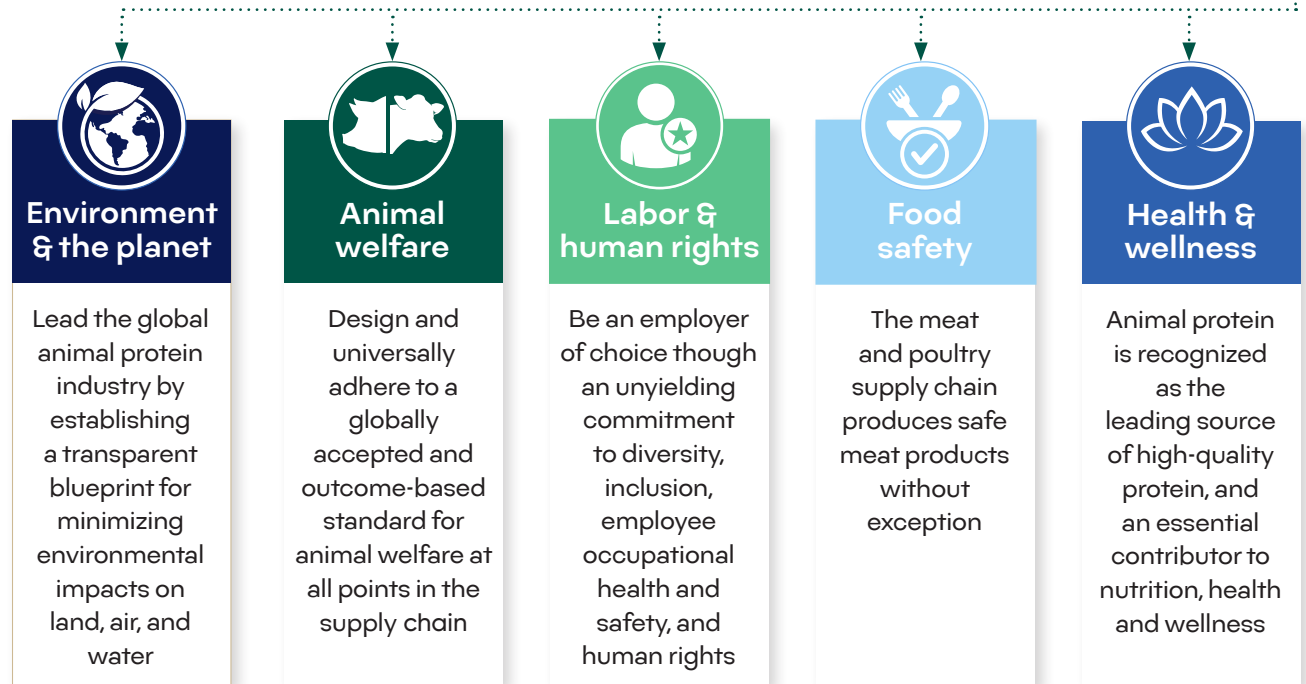 Environment
& the planet
Lead the global
animal protein
industry by
establishing
a transparent
blueprint for
minimizing
environmental
impacts on
land, air, and
water
Animal
welfare
Design and
universally
adhere to a
globally
accepted and
outcome-based
standard for
animal welfare at
all points in the
supply chain
Labor &
human rights
Be an employer
of choice though
an unyielding
commitment
to diversity,
inclusion,
employee
occupational
health and
safety, and
human rights
Food
safety
The meat
and poultry
supply chain
produces safe
meat products
without
exception
Health &
wellness
Animal protein
is recognized
as the
leading source
of high-quality
protein, and
an essential
contributor to
nutrition, health
and wellness